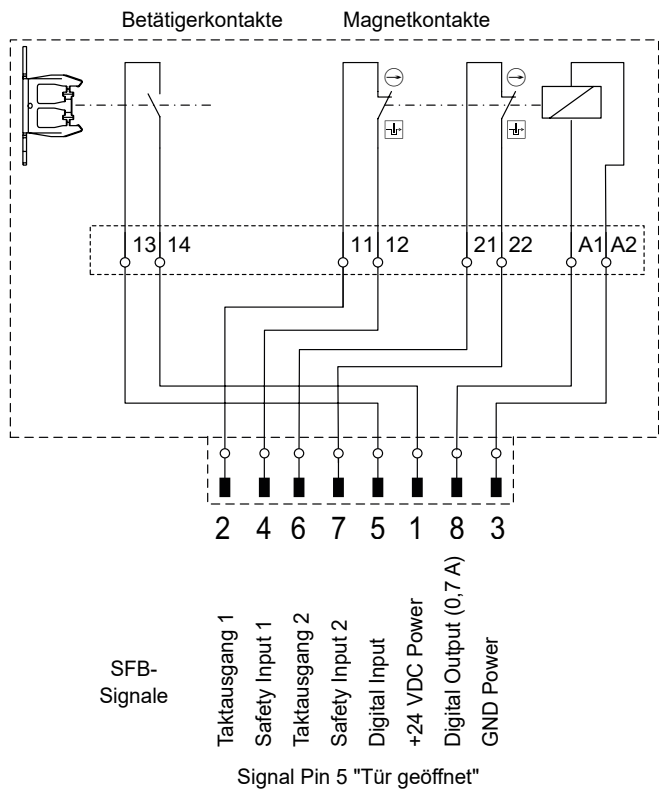 Betätigerkontakte Magnetkontakte
13 14 11 12 21 22 A1 A2
2 4 6 7 5 1 8 3
SFB-
Signale
Taktausgang 1
Safety Input 1
Taktausgang 2
Safety Input 2
Digital Input
+24 VDC Power
Digital Output (0,7 A)
GND Power
Signal Pin 5 "Tür geöffnet"